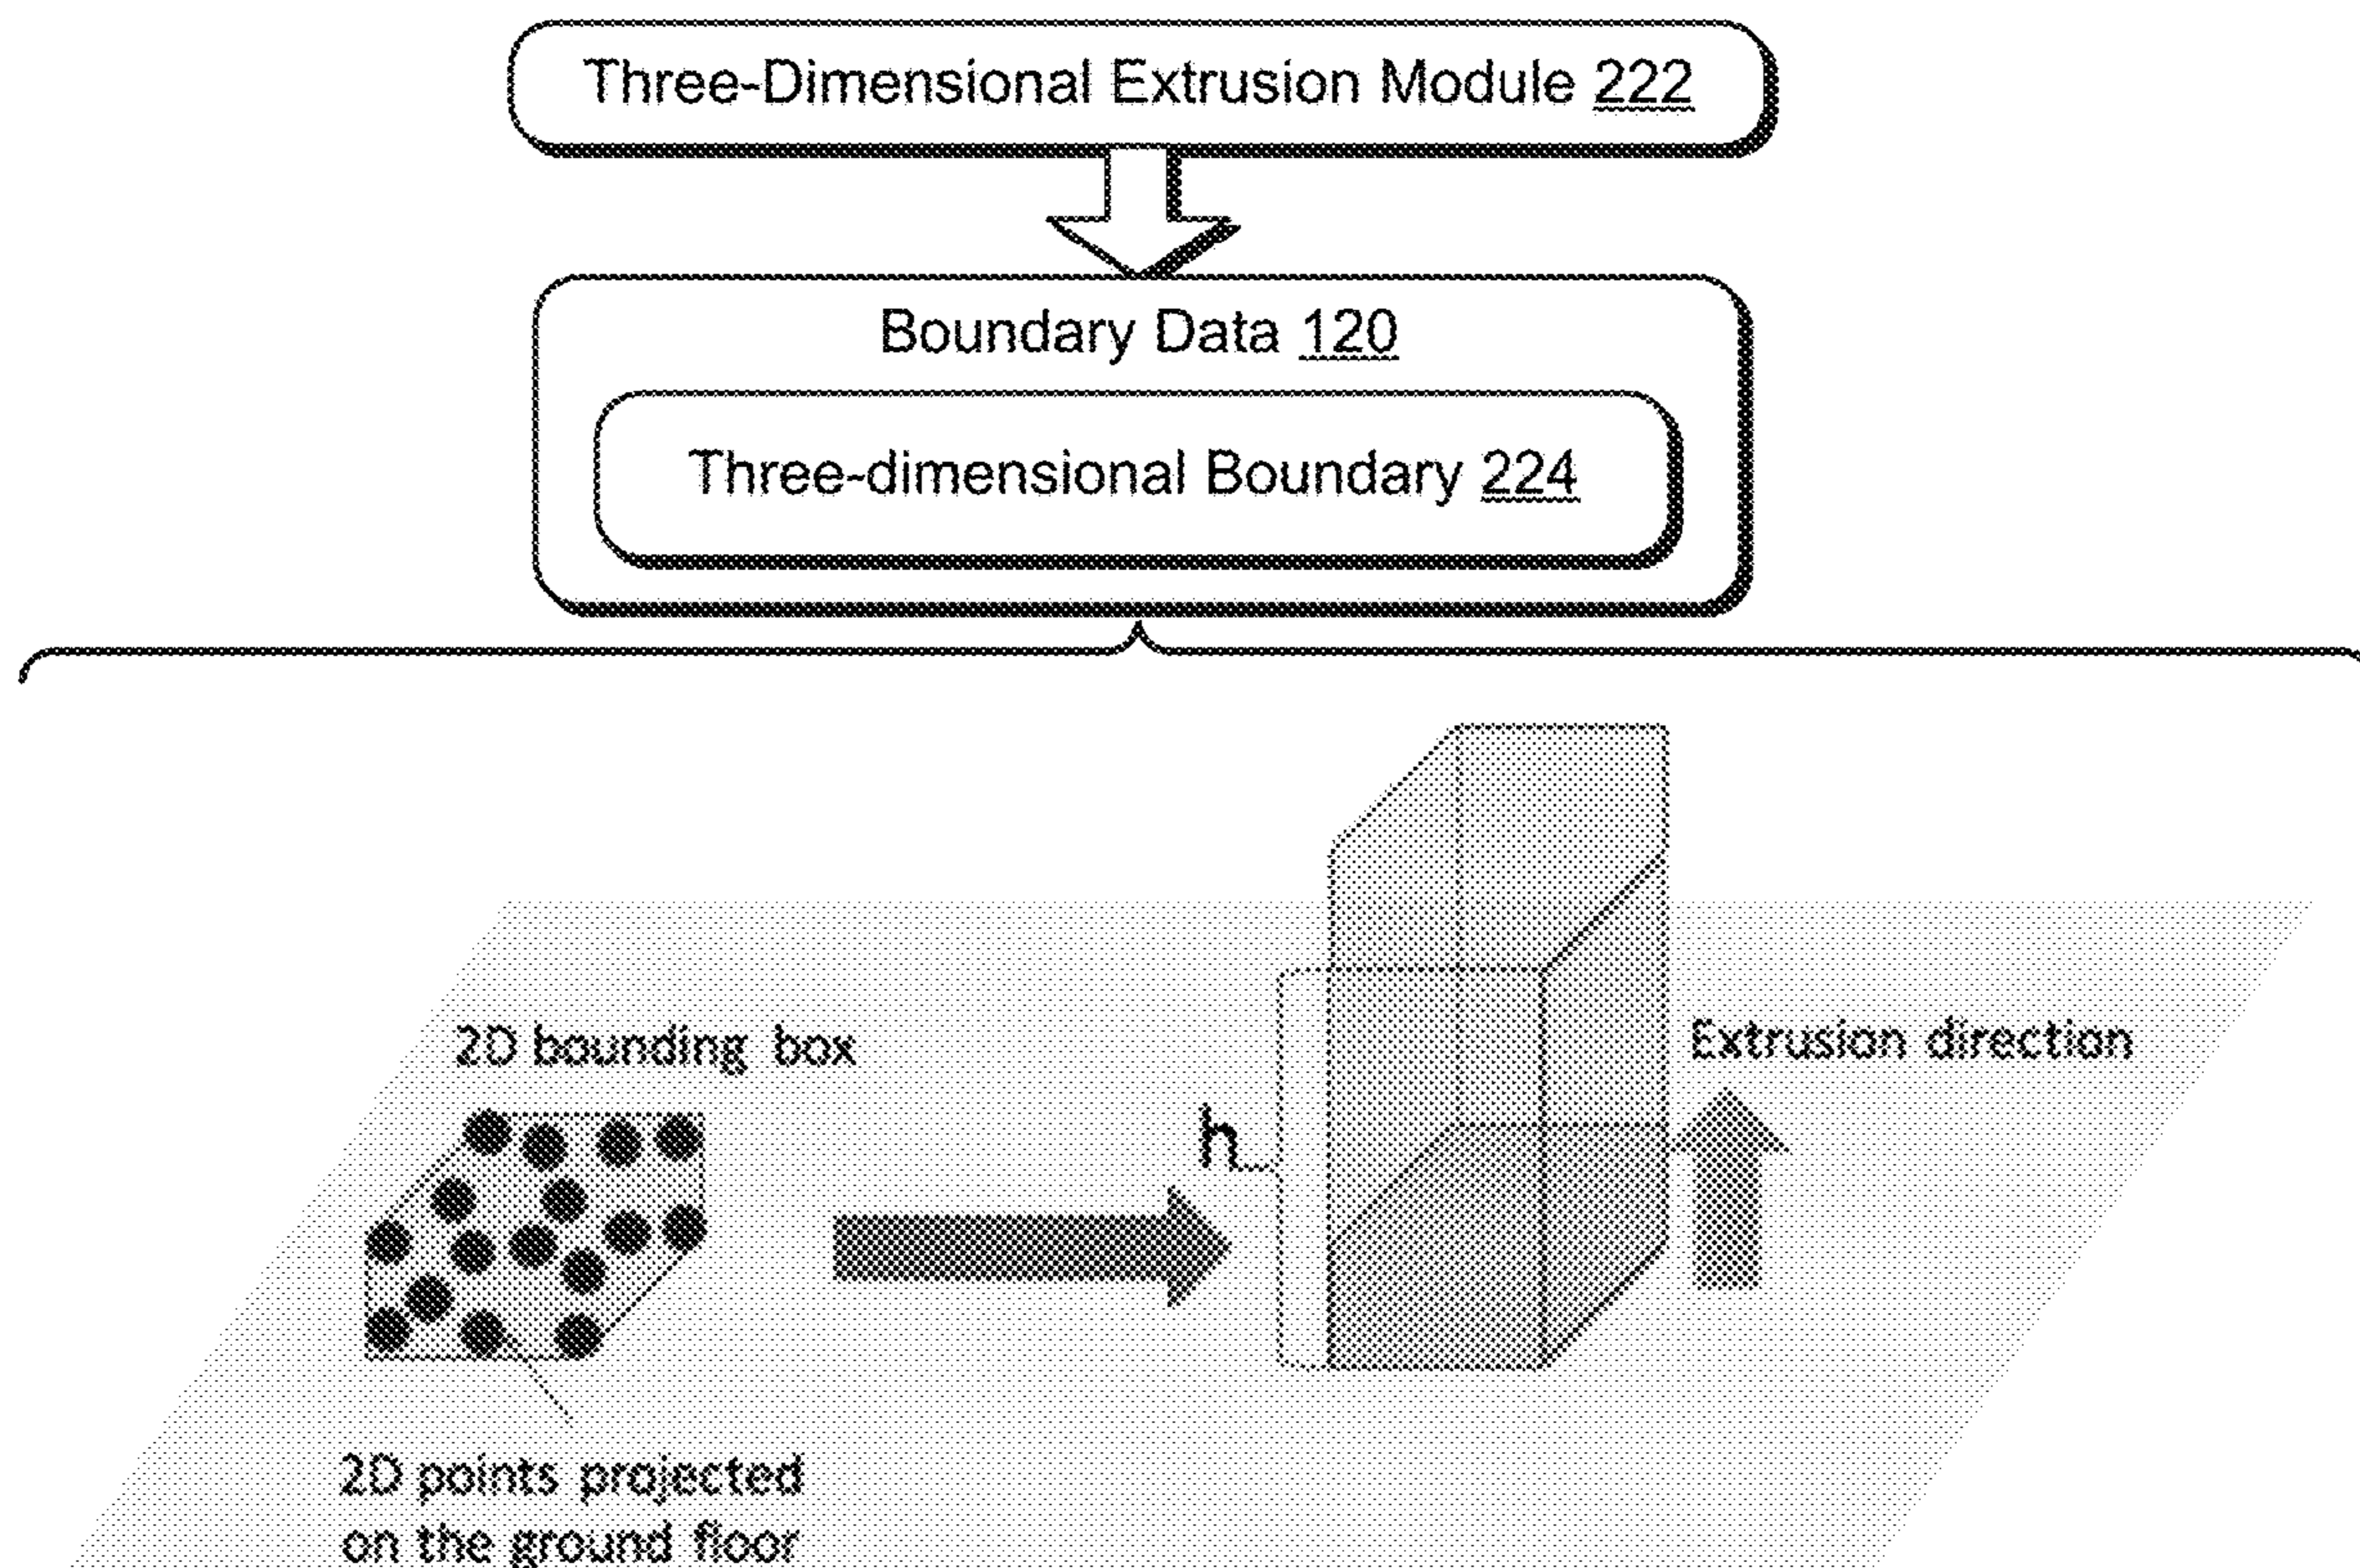 Three-Dimensional Extrusion Module 222
Boundary Data 120
Three-dimensional Boundary 224
2D bounding box
Extrusion direction
h
2D points projected
on the ground floor